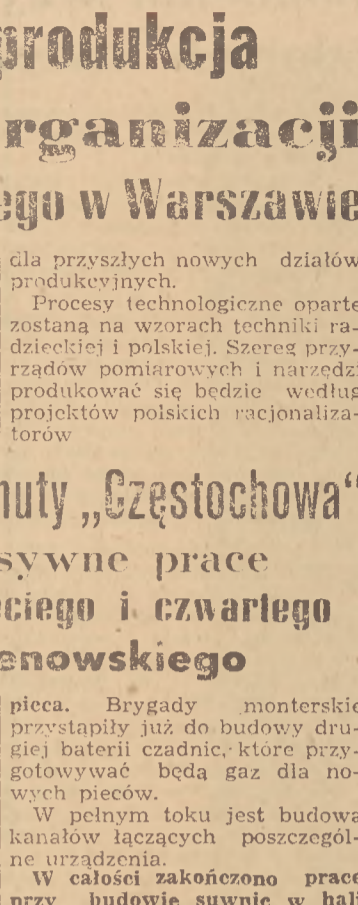 produkcja
rganizacji
ego w Warszawie
dla przyszłych nowych działów
produkcyjnych.
Procesy technologiczne oparte
zostaną na wzorach techniki ra-
dzieckiej i polskiej. Szereg przy-
rządów pomiarowych i narzędzi
produkować się będzie według
projektów polskich racjonaliza-
torów
huty „Częstochowa“
sywne prace
ciego i czwartego
enowskiego
pieca. Brygady monterskie
przystąpiły już do budowy dru-
giej baterii czadnic, które przy-
gotowywać będą gaz dla no-
wych pieców.
W pełnym toku jest budowa
kanałów łączących poszczegól-
ne urządzenia.
W całości zakończono prace
przy budowie suwnic w hali